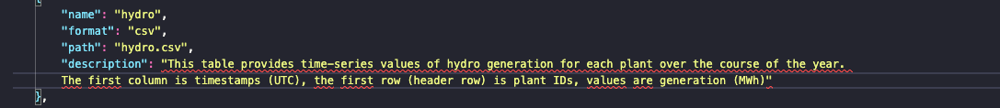 {
"name": "hydro",
"format": "csv",
"path": "hydro.csv",
"description": "This table provides time-series values of hydro generation for each plant over the course of the year.
The first column is timestamps (UTC), the first row (header row) is plant IDs, values are generation (MWh)"
},